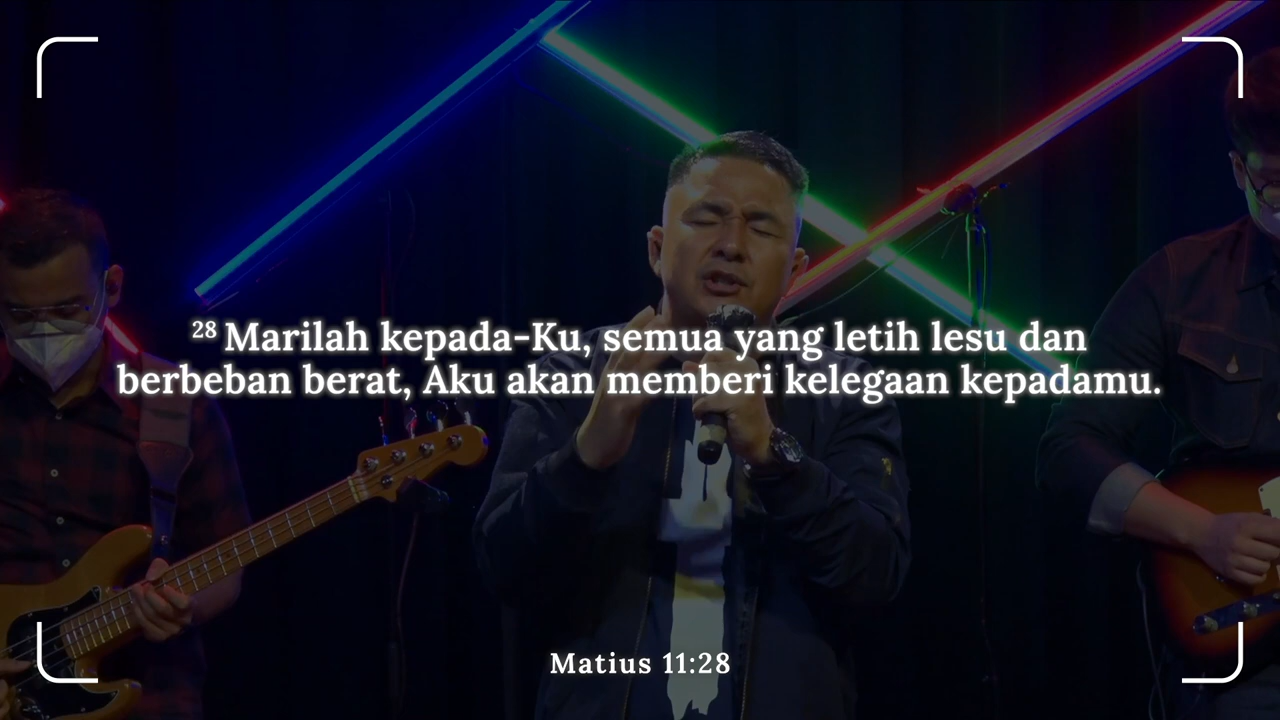 28 Marilah kepada-Ku, semua yang letih lesu dan
berbeban berat, Aku akan memberi kelegaan kepadamu.
Matius 11:28